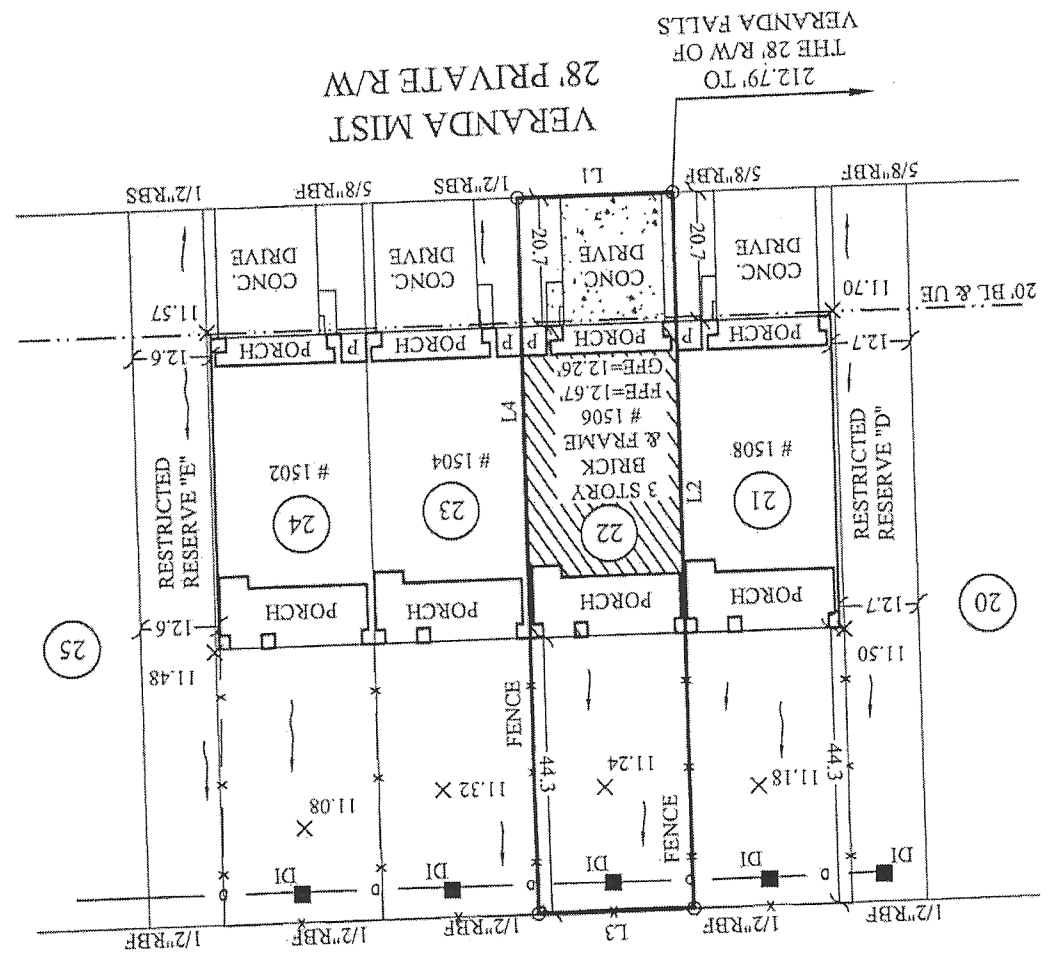 1/2"RBF
1/2"RBF
L3
1/2"RBF
1/2"RBF
1/2"RBF
DI
DI
DI
DI
DI
44.3
11.18
FENCE
44.3
11.24
FENCE
11.32
11.08
11.50
11.48
20
12.7
PORCH
PORCH
PORCH
PORCH
12.6
25
RESTRICTED
RESERVE "D"
21
# 1508
L2
22
3 STORY
BRICK
& FRAME
# 1506
FFE=12.67'
GFE=12.26'
L4
23
# 1504
24
# 1502
RESTRICTED
RESERVE "E"
12.7
PORCH
P
PORCH
P
P
PORCH
P
PORCH
12.6
20' BL & UE
11.70
11.57
CONC.
DRIVE
20.7
CONC.
DRIVE
20.7
CONC.
DRIVE
CONC.
DRIVE
5/8"RBF
5/8"RBF
L1
1/2"RBS
5/8"RBF
1/2"RBS
212.79' TO
THE 28' R/W OF
VERANDA FALLS
VERANDA MIST
28' PRIVATE R/W